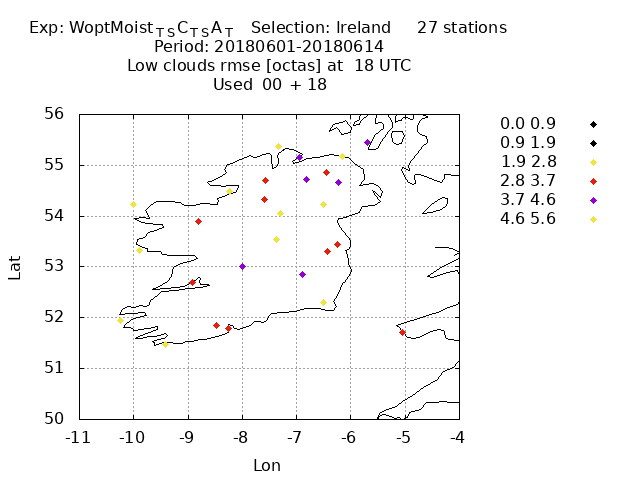 Exp: WoptMoist TS C TS A T   Selection: Ireland     27 stations
Period: 20180601-20180614
Low clouds rmse [octas] at  18 UTC
Used  00 + 18
56
55
54
53
52
51
50
-11 -10 -9 -8 -7 -6 -5 -4
Lat
Lon
0.0 0.9
0.9 1.9
1.9 2.8
2.8 3.7
3.7 4.6
4.6 5.6